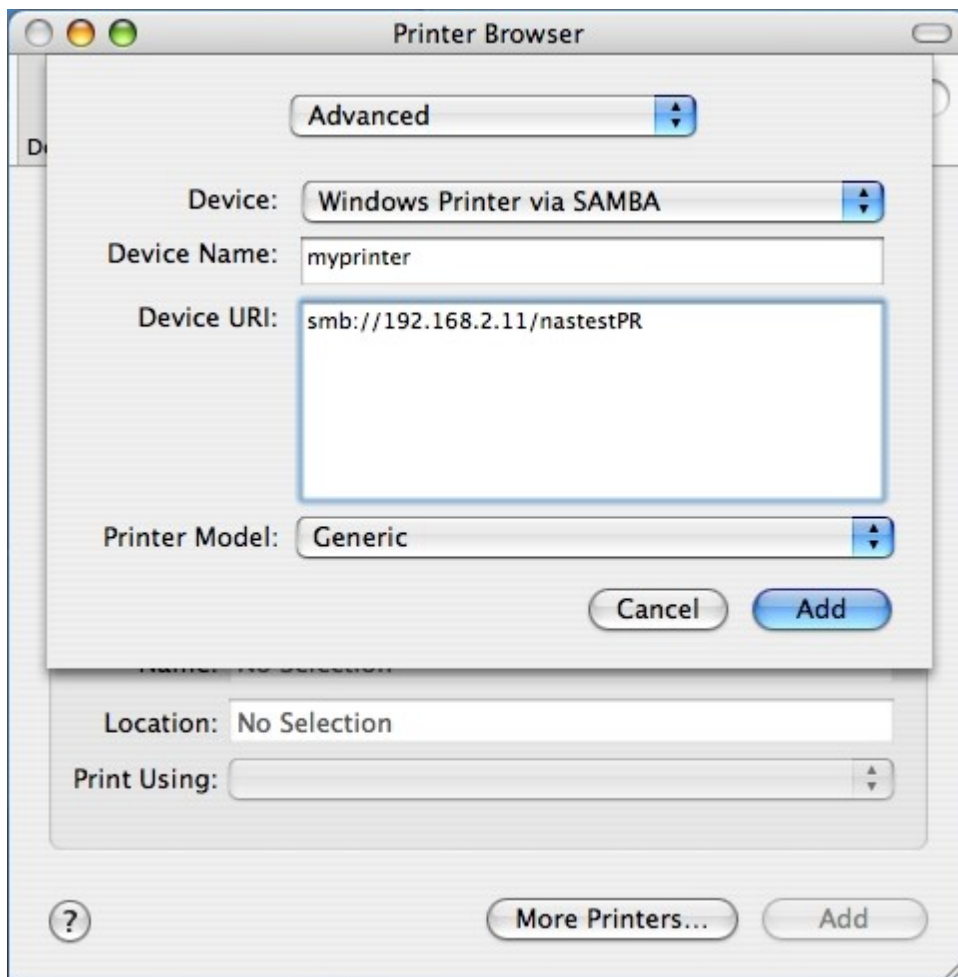 Printer Browser
Advanced
Device: Windows Printer via SAMBA
Device Name: myprinter
Device URI: smb://192.168.2.11/nastestPR
Printer Model: Generic
Cancel Add
Location: No Selection
Print Using:
? More Printers... Add